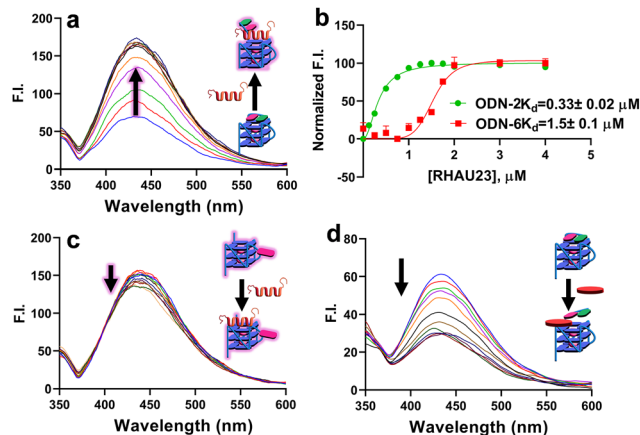 a
200
150
100
50
0
F.I.
350 400 450 500 550 600
Wavelength (nm)
b
150
100
50
0
-50
Normalized F.I.
ODN-2Kd=0.33± 0.02 μM
ODN-6Kd=1.5± 0.1 μM
0 1 2 3 4 5
[RHAU23], μM
c
200
150
100
50
0
F.I.
350 400 450 500 550 600
Wavelength (nm)
d
80
60
40
20
0
F.I.
350 400 450 500 550 600
Wavelength (nm)